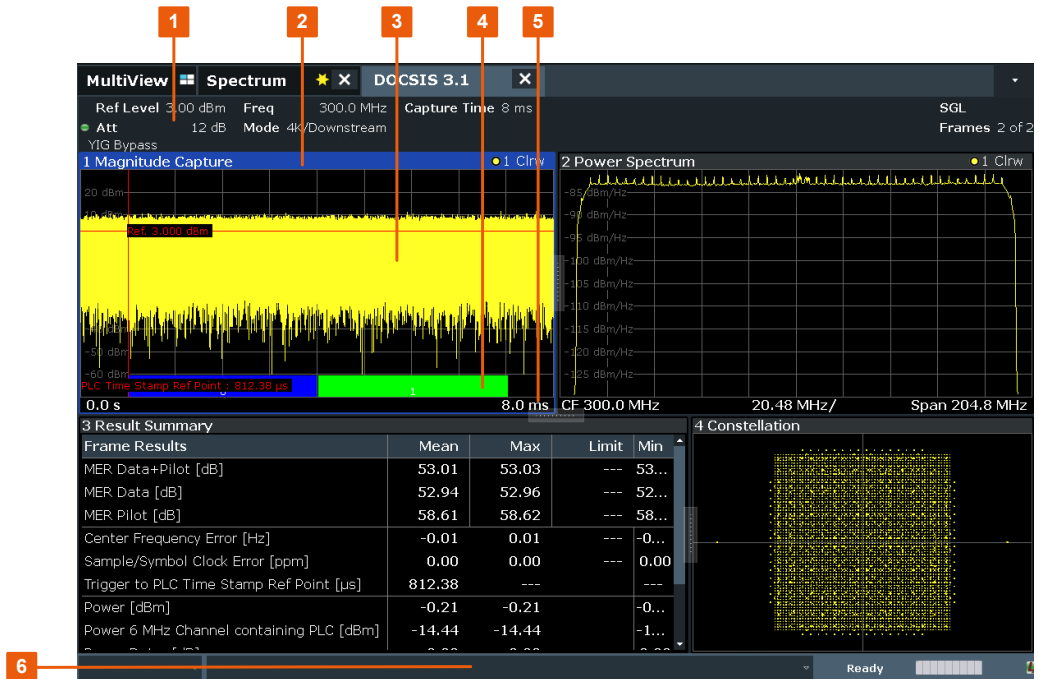 1 2 3 4 5
MultiView Spectrum DOCSIS 3.1
Ref Level 3.00 dBm Freq 300.0 MHz Capture Time 8 ms SGL
Att 12 dB Mode 4K/Downstream Frames 2 of 2
YIG Bypass
1 Magnitude Capture 1 Clrw
20 dBm
Ref. 3.000 dBm
-50 dBm
-60 dBm
PLC Time Stamp Ref Point : 812.38 µs
1
0.0 s 8.0 ms
2 Power Spectrum 1 Clrw
-85 dBm/Hz
-90 dBm/Hz
-95 dBm/Hz
-100 dBm/Hz
-105 dBm/Hz
-110 dBm/Hz
-115 dBm/Hz
-120 dBm/Hz
-125 dBm/Hz
CF 300.0 MHz 20.48 MHz/ Span 204.8 MHz
3 Result Summary
Frame Results Mean Max Limit Min
MER Data+Pilot [dB] 53.01 53.03 --- 53...
MER Data [dB] 52.94 52.96 --- 52...
MER Pilot [dB] 58.61 58.62 --- 58...
Center Frequency Error [Hz] -0.01 0.01 --- -0...
Sample/Symbol Clock Error [ppm] 0.00 0.00 --- 0.00
Trigger to PLC Time Stamp Ref Point [µs] 812.38 --- ---
Power [dBm] -0.21 -0.21 -0...
Power 6 MHz Channel containing PLC [dBm] -14.44 -14.44 -1...
4 Constellation
6
Ready